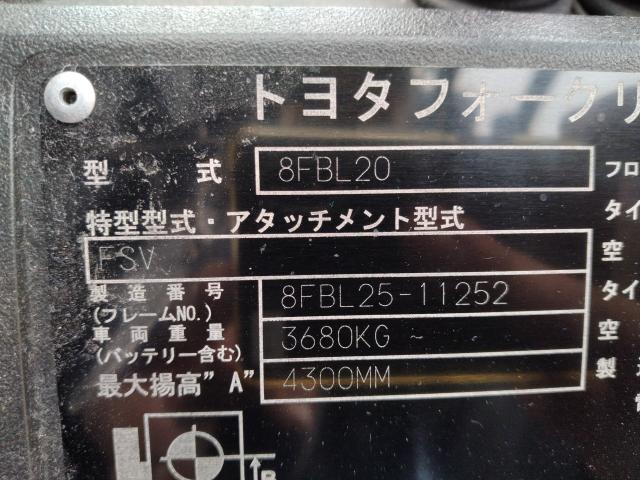 トヨタフォークリ
型 式 8FBL20 フロ
特型型式・アタッチメント型式 タイ
FSV 空
製造番号 8FBL25-11252 タイ
(フレームNO.)
車両重量 3680KG ~ 空
(バッテリー含む)
最大揚高"A" 4300MM 製
B